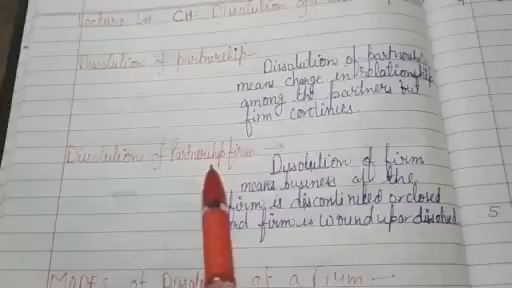 Lecture 1st CH- Dissolution of a
Dissolution of partnership-
Dissolution of partnership
means change in relationship
among the partners but
firm continues.
Dissolution of Partnership firm →
Dyssolution of firm
means business of the
firm is discontinued or closed
and firm is wound up or dissolved
5
Modes of Dissolution of a firm -